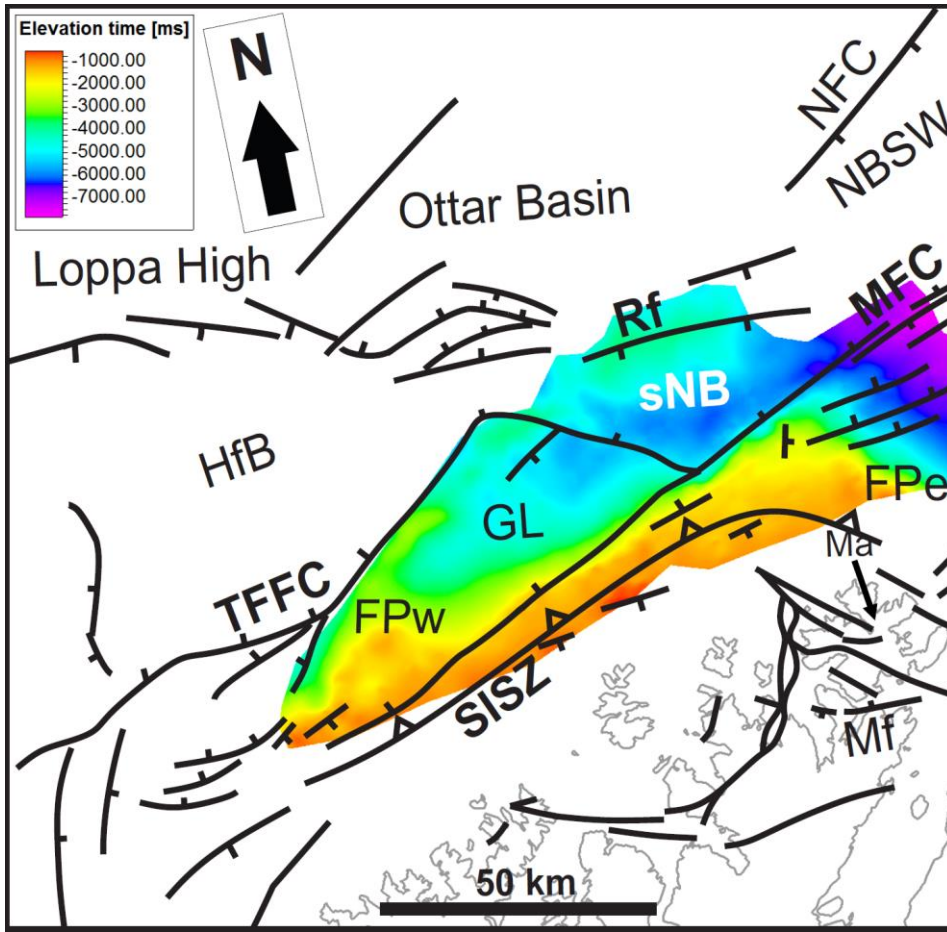 Elevation time [ms]
-1000.00
-2000.00
-3000.00
-4000.00
-5000.00
-6000.00
-7000.00
N
NFC
NBSW
Ottar Basin
Loppa High
MFC
Rf
sNB
HfB
GL
FPe
Ma
TFFC
FPw
SISZ
Mf
50 km